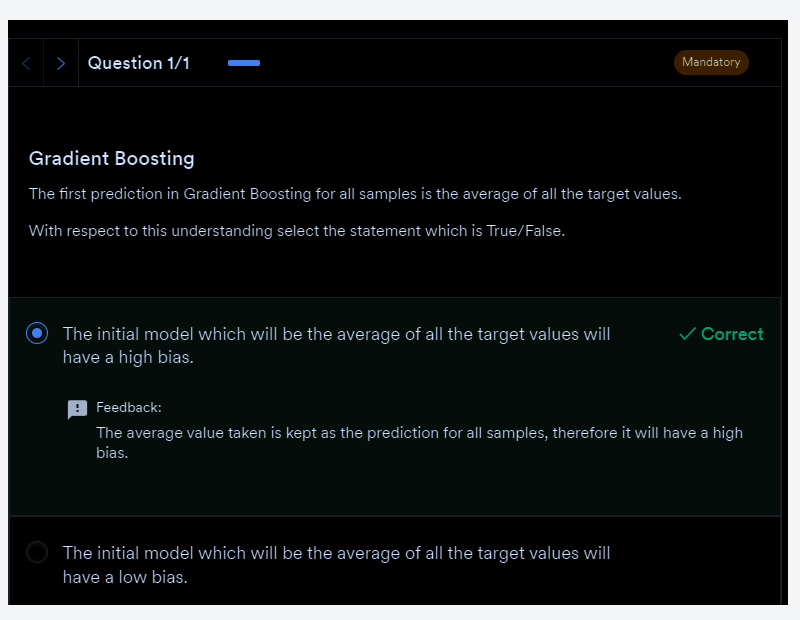 Question 1/1
Mandatory
Gradient Boosting
The first prediction in Gradient Boosting for all samples is the average of all the target values.
With respect to this understanding select the statement which is True/False.
The initial model which will be the average of all the target values will
have a high bias.
Correct
Feedback:
The average value taken is kept as the prediction for all samples, therefore it will have a high
bias.
The initial model which will be the average of all the target values will
have a low bias.